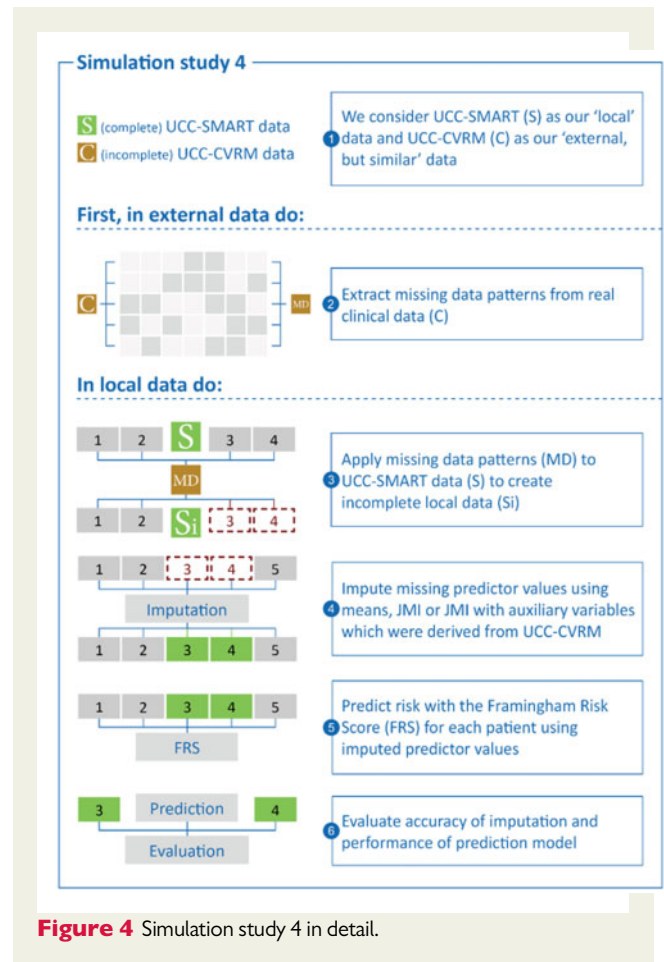 Simulation study 4
S (complete) UCC-SMART data
C (incomplete) UCC-CVRM data
1 We consider UCC-SMART (S) as our 'local' data and UCC-CVRM (C) as our 'external, but similar' data
First, in external data do:
C MD
2 Extract missing data patterns from real clinical data (C)
In local data do:
1 2 S 3 4
MD
1 2 Si 3 4
3 Apply missing data patterns (MD) to UCC-SMART data (S) to create incomplete local data (Si)
1 2 3 4 5
Imputation
1 2 3 4 5
4 Impute missing predictor values using means, JMI or JMI with auxiliary variables which were derived from UCC-CVRM
1 2 3 4 5
FRS
5 Predict risk with the Framingham Risk Score (FRS) for each patient using imputed predictor values
3 Prediction 4
Evaluation
6 Evaluate accuracy of imputation and performance of prediction model
Figure 4 Simulation study 4 in detail.